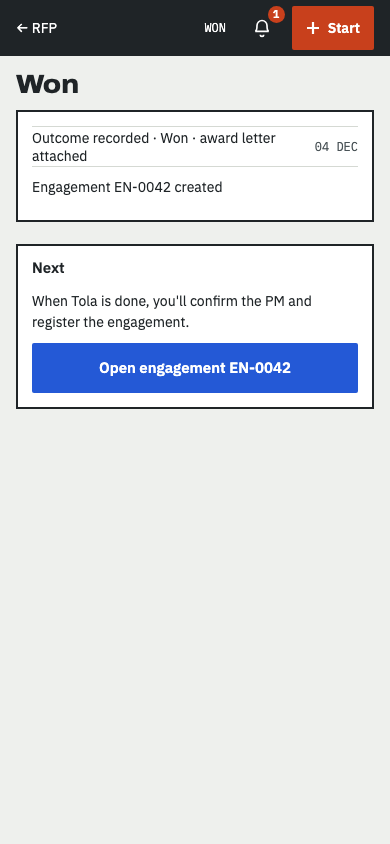 ← RFP
WON
1
+ Start
Won
Outcome recorded · Won · award letter
attached
04 DEC
Engagement EN-0042 created
Next
When Tola is done, you'll confirm the PM and
register the engagement.
Open engagement EN-0042